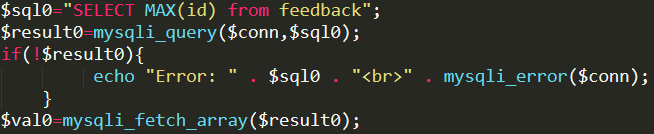 $sql0="SELECT MAX(id) from feedback";
$result0=mysqli_query($conn,$sql0);
if(!$result0){
echo "Error: " . $sql0 . "<br>" . mysqli_error($conn);
}
$val0=mysqli_fetch_array($result0);